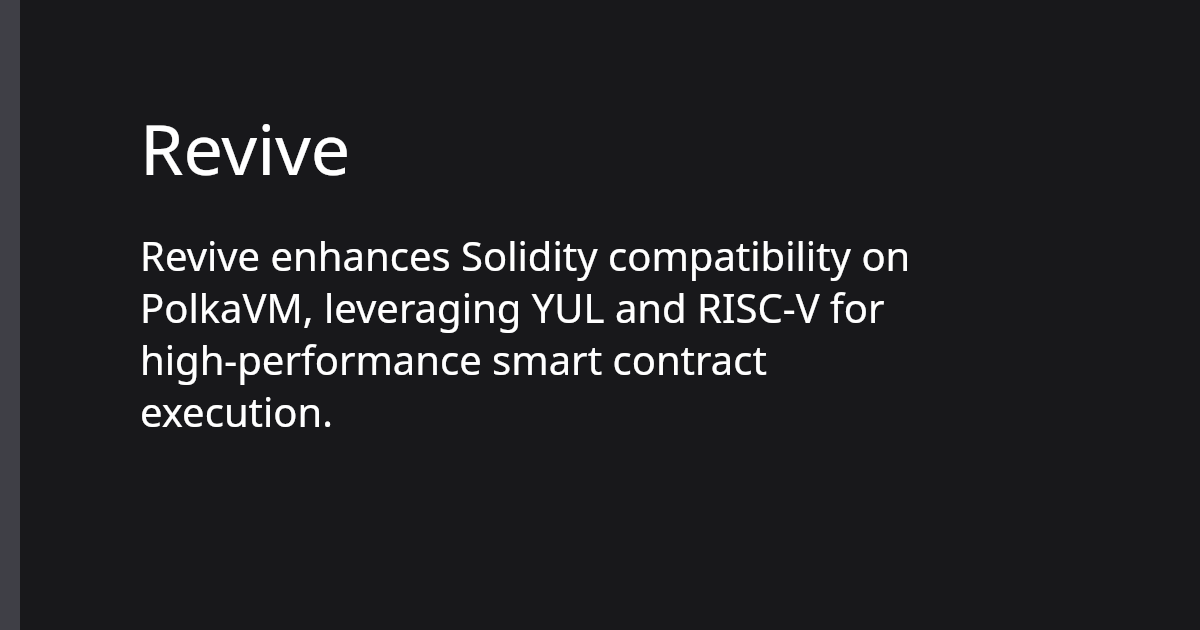 Revive
Revive enhances Solidity compatibility on
PolkaVM, leveraging YUL and RISC-V for
high-performance smart contract
execution.